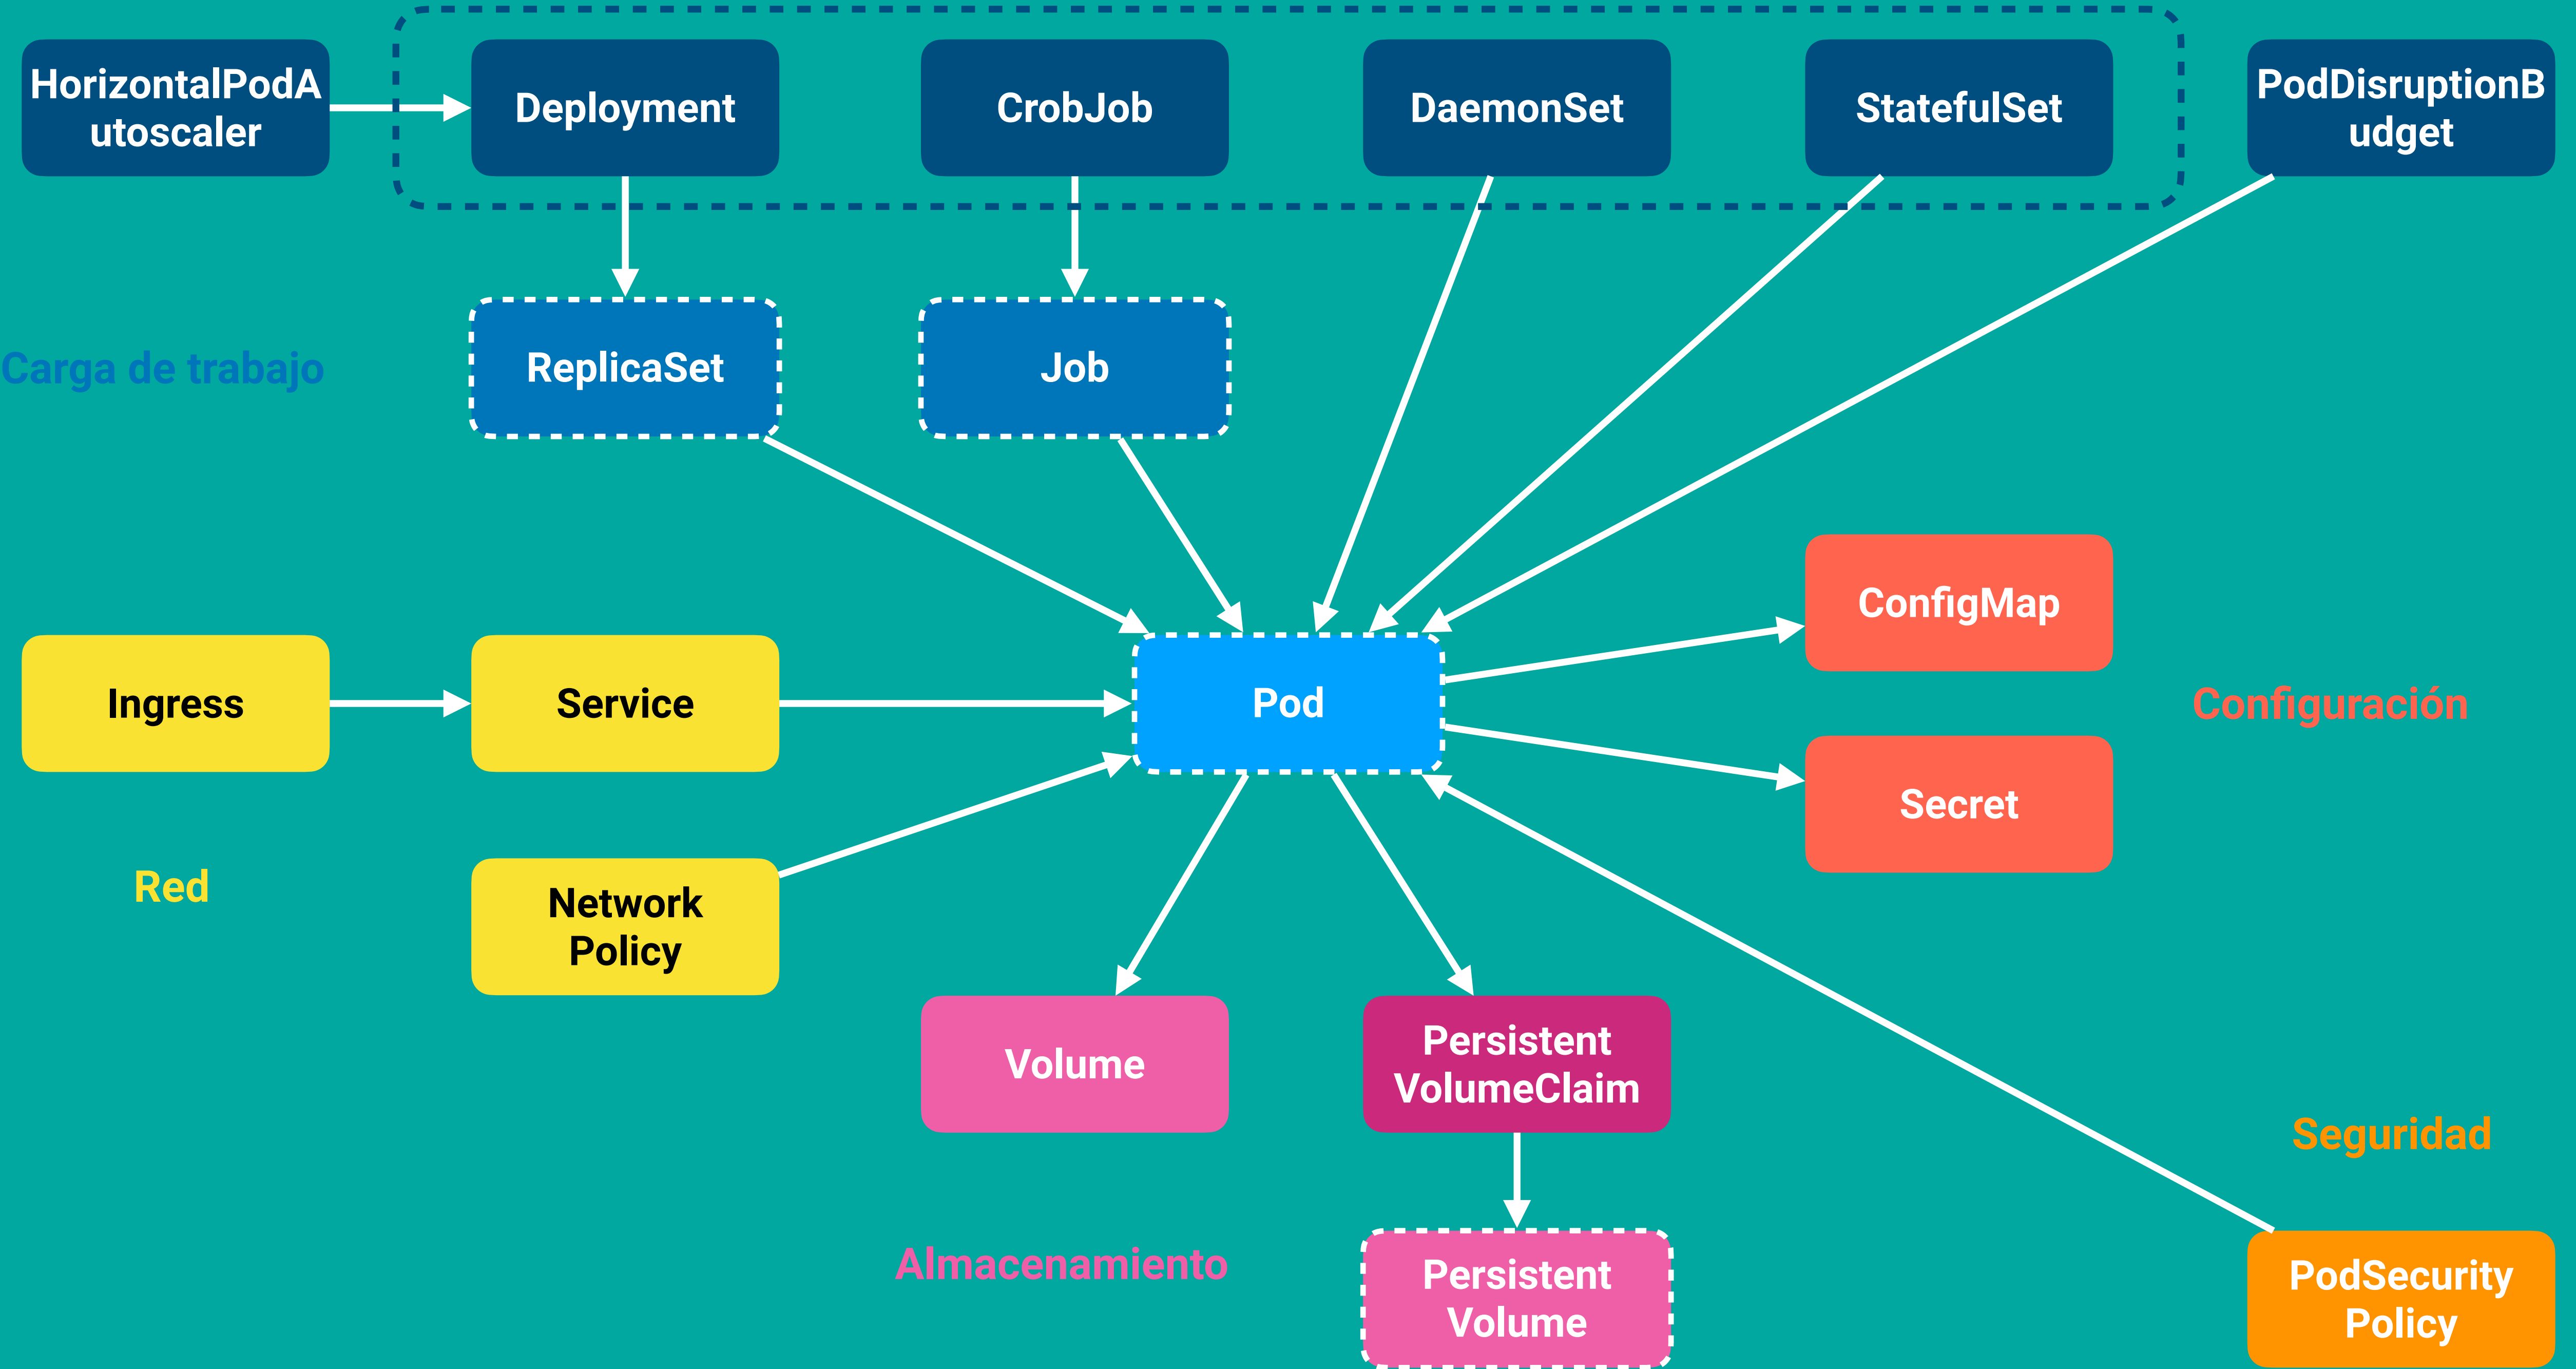 HorizontalPodA
utoscaler
Deployment
CrobJob
DaemonSet
StatefulSet
PodDisruptionB
udget
Carga de trabajo
ReplicaSet
Job
Ingress
Service
Pod
ConfigMap
Configuración
Secret
Red
Network
Policy
Volume
Persistent
VolumeClaim
Seguridad
Almacenamiento
Persistent
Volume
PodSecurity
Policy